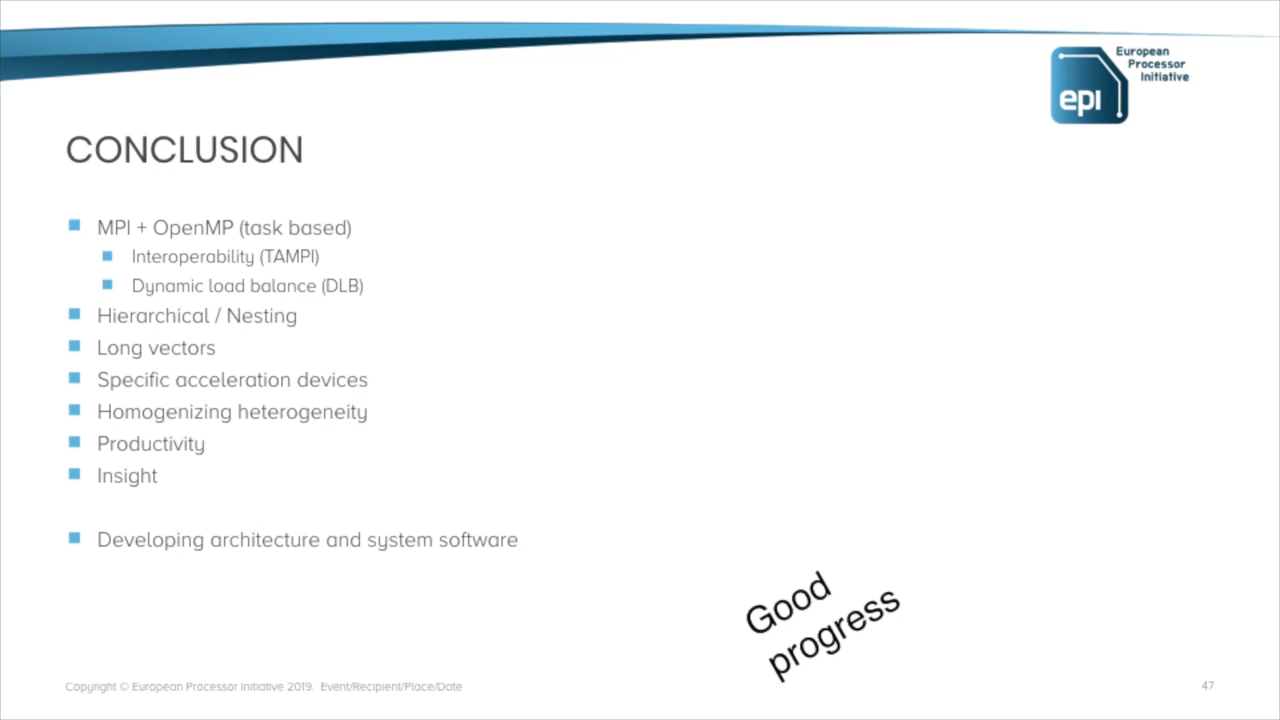 European
Processor
Initiative
epi
CONCLUSION
MPI + OpenMP (task based)
Interoperability (TAMPI)
Dynamic load balance (DLB)
Hierarchical / Nesting
Long vectors
Specific acceleration devices
Homogenizing heterogeneity
Productivity
Insight
Developing architecture and system software
Good
progress
Copyright © European Processor Initiative 2019. Event/Recipient/Place/Date
47